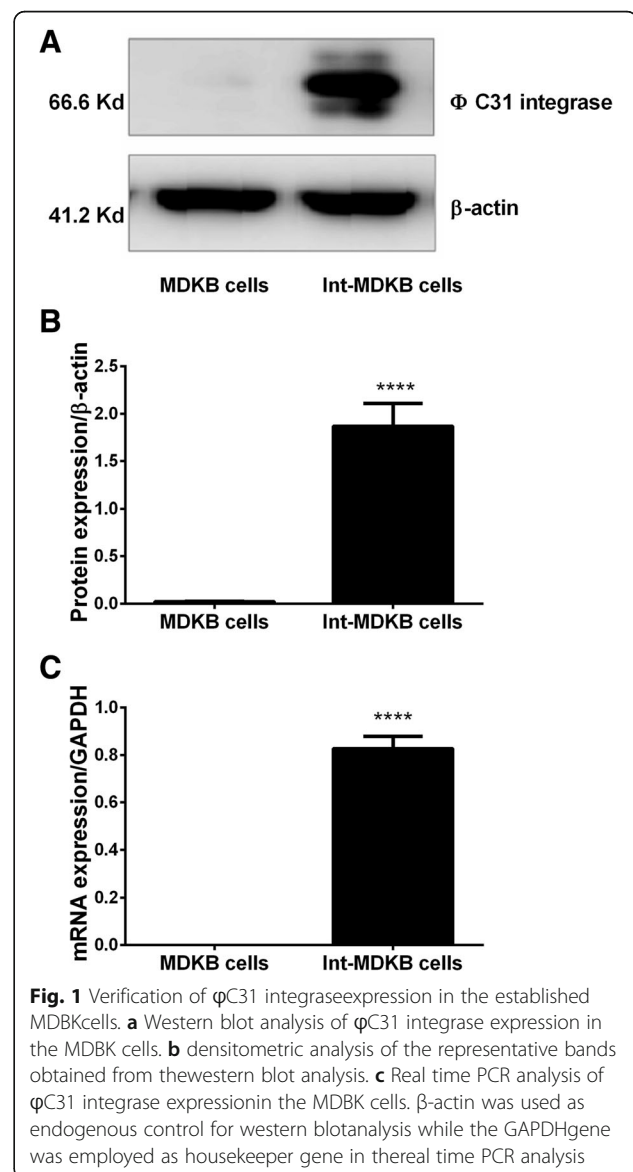 A
66.6 Kd
Φ C31 integrase
41.2 Kd
β-actin
MDKB cells Int-MDKB cells
B
Protein expression/β-actin
2.5
2.0
1.5
1.0
0.5
0.0
****
MDKB cells Int-MDKB cells
C
mRNA expression/GAPDH
1.0
0.8
0.6
0.4
0.2
0.0
****
MDKB cells Int-MDKB cells
Fig. 1 Verification of φC31 integraseexpression in the established
MDBKcells. a Western blot analysis of φC31 integrase expression in
the MDBK cells. b densitometric analysis of the representative bands
obtained from thewestern blot analysis. c Real time PCR analysis of
φC31 integrase expressionin the MDBK cells. β-actin was used as
endogenous control for western blotanalysis while the GAPDHgene
was employed as housekeeper gene in thereal time PCR analysis